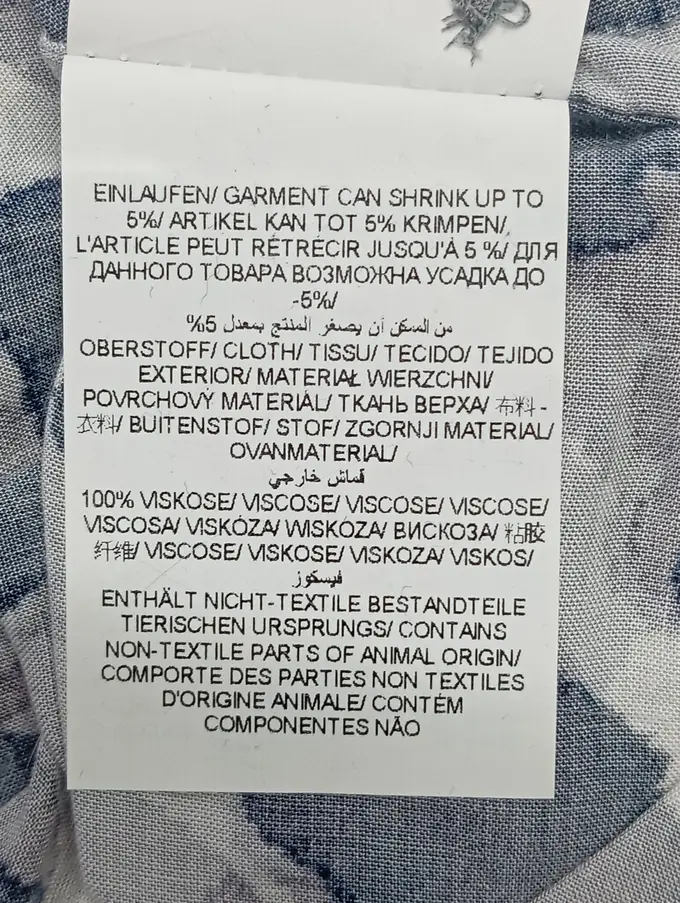 EINLAUFEN/ GARMENT CAN SHRINK UP TO
5%/ ARTIKEL KAN TOT 5% KRIMPEN/
L'ARTICLE PEUT RÉTRÉCIR JUSQU'À 5 %/ ДЛЯ
ДАННОГО ТОВАРА ВОЗМОЖНА УСАДКА ДО
-5%/
من الممكن أن يصغر المنتج بمعدل 5%
OBERSTOFF/ CLOTH/ TISSU/ TECIDO/ TEJIDO
EXTERIOR/ MATERIAŁ WIERZCHNI/
POVRCHOVÝ MATERIÁL/ ТКАНЬ ВЕРХА/ 布料 -
衣料/ BUITENSTOF/ STOF/ ZGORNJI MATERIAL/
OVANMATERIAL/
قماش خارجي
100% VISKOSE/ VISCOSE/ VISCOSE/ VISCOSE/
VISCOSA/ VISKÓZA/ WISKÓZA/ ВИСКОЗА/ 粘胶
纤维/ VISCOSE/ VISKOSE/ VISKOZA/ VISKOS/
فيسكوز
ENTHÄLT NICHT-TEXTILE BESTANDTEILE
TIERISCHEN URSPRUNGS/ CONTAINS
NON-TEXTILE PARTS OF ANIMAL ORIGIN/
COMPORTE DES PARTIES NON TEXTILES
D'ORIGINE ANIMALE/ CONTÉM
COMPONENTES NÃO